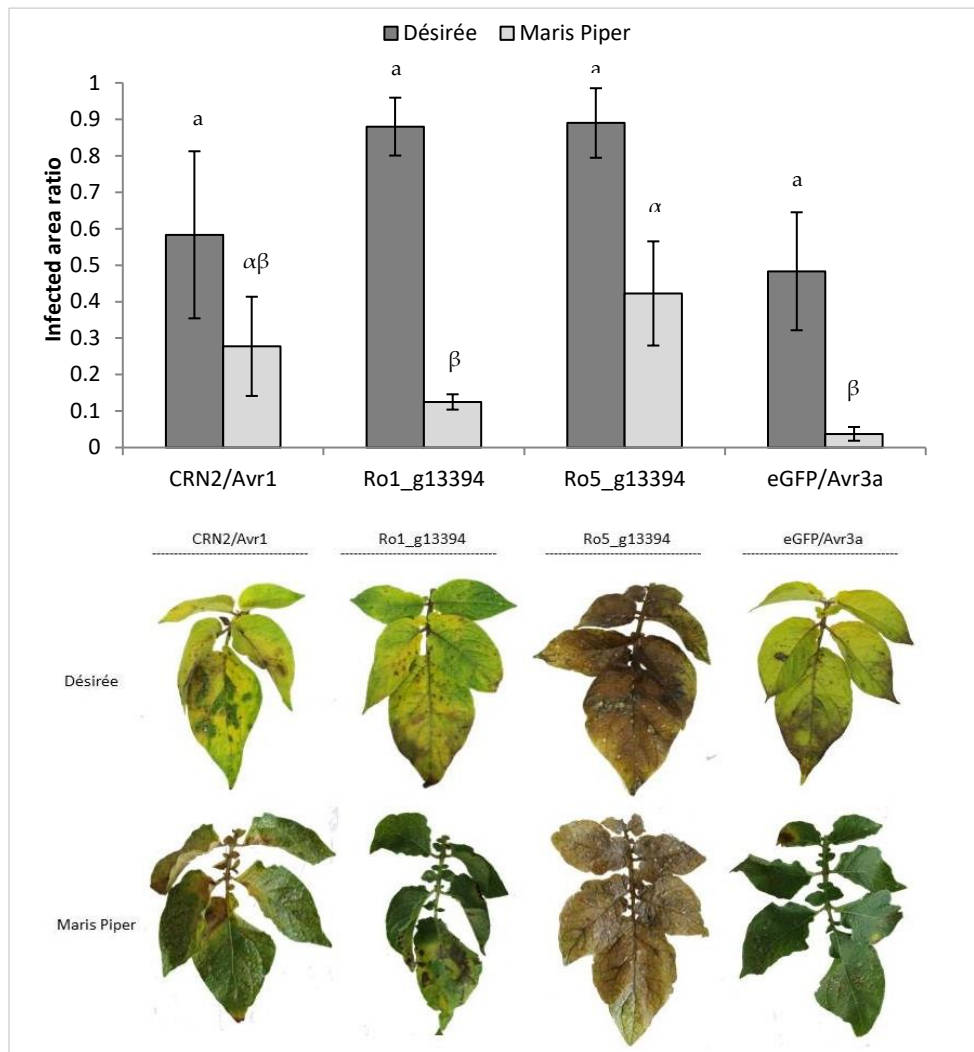 Désirée Maris Piper
a a a a
αβ β α β
Infected area ratio
1
0.9
0.8
0.7
0.6
0.5
0.4
0.3
0.2
0.1
0
CRN2/Avr1 Ro1_g13394 Ro5_g13394 eGFP/Avr3a
CRN2/Avr1 Ro1_g13394 Ro5_g13394 eGFP/Avr3a
Désirée
Maris Piper